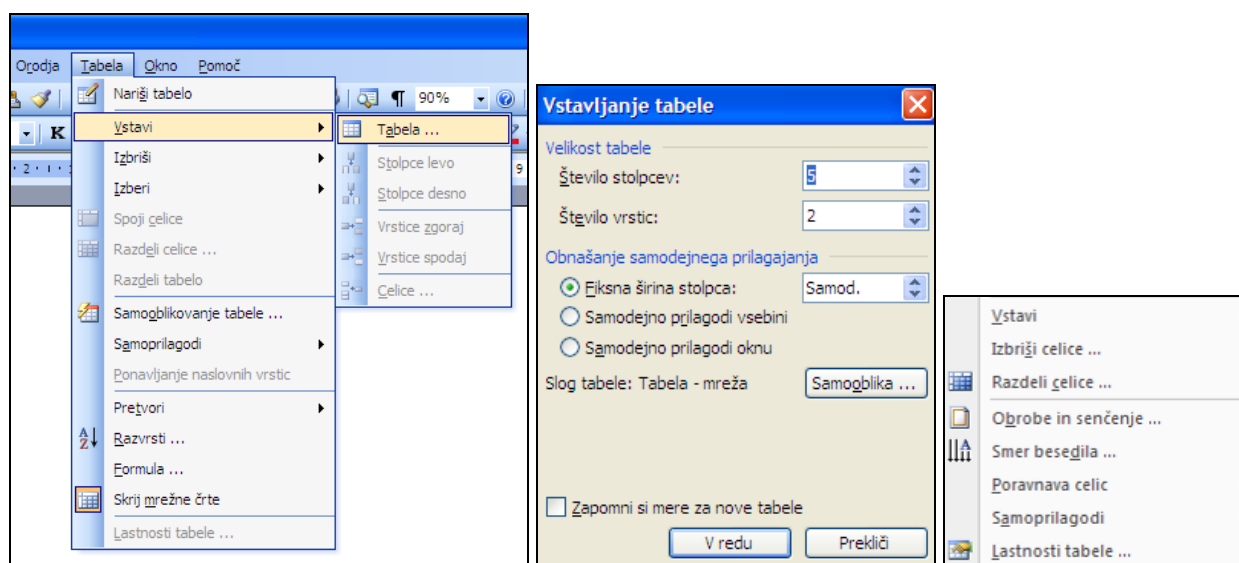 Orodja Tabela Okno Pomoč
Nariši tabelo
90%
K
Vstavi
Izbriši
Izberi
Spoji celice
Razdeli celice ...
Razdeli tabelo
Samooblikovanje tabele ...
Samoprilagodi
Ponavljanje naslovnih vrstic
Pretvori
Razvrsti ...
Formula ...
Skrij mrežne črte
Lastnosti tabele ...
2
9
Tabela ...
Stolpce levo
Stolpce desno
Vrstice zgoraj
Vrstice spodaj
Celice ...
Vstavljanje tabele
Velikost tabele
Število stolpcev: 5
Število vrstic: 2
Obnašanje samodejnega prilagajanja
Fiksna širina stolpca: Samod.
Samodejno prilagodi vsebini
Samodejno prilagodi oknu
Slog tabele: Tabela - mreža Samooblika ...
Zapomni si mere za nove tabele
V redu Prekliči
Vstavi
Izbriši celice ...
Razdeli celice ...
Obrobe in senčenje ...
Smer besedila ...
Poravnava celic
Samoprilagodi
Lastnosti tabele ...